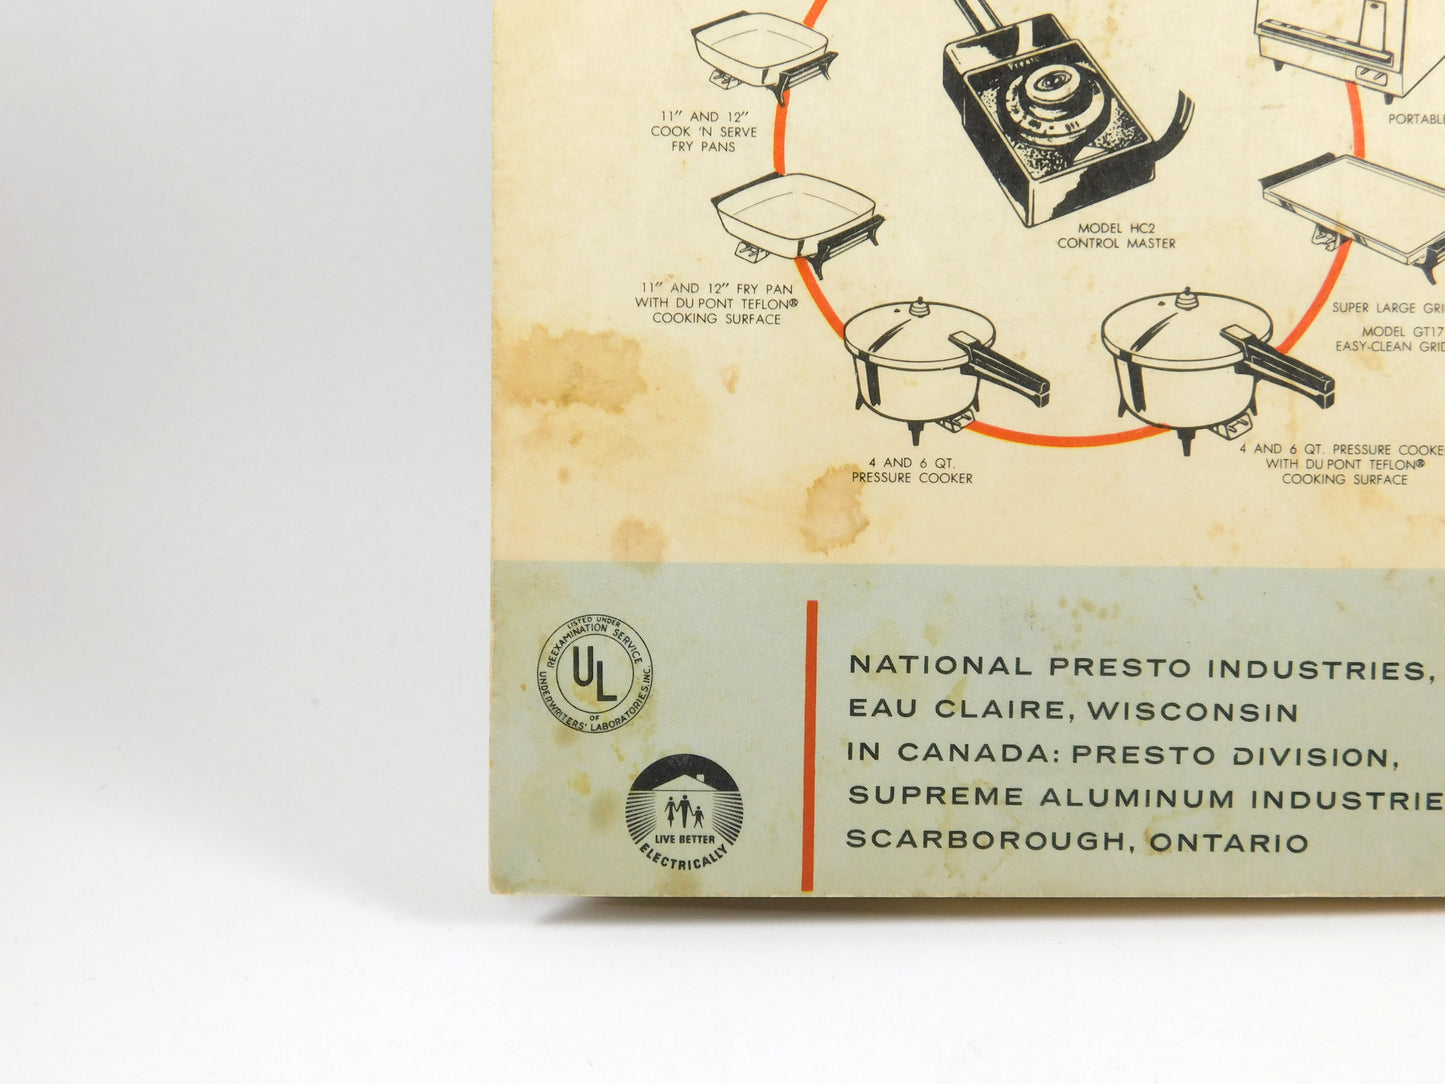 11" AND 12"
COOK 'N SERVE
FRY PANS
Presto
OFF
MODEL HC2
CONTROL MASTER
PORTABLE
11" AND 12" FRY PAN
WITH DU PONT TEFLON®
COOKING SURFACE
SUPER LARGE GRI
MODEL GT17
EASY-CLEAN GRID
4 AND 6 QT.
PRESSURE COOKER
4 AND 6 QT. PRESSURE COOKE
WITH DU PONT TEFLON®
COOKING SURFACE
LISTED UNDER
REEXAMINATION SERVICE
UL
OF
UNDERWRITERS' LABORATORIES, INC.
LIVE BETTER
ELECTRICALLY
NATIONAL PRESTO INDUSTRIES,
EAU CLAIRE, WISCONSIN
IN CANADA: PRESTO DIVISION,
SUPREME ALUMINUM INDUSTRIE
SCARBOROUGH, ONTARIO